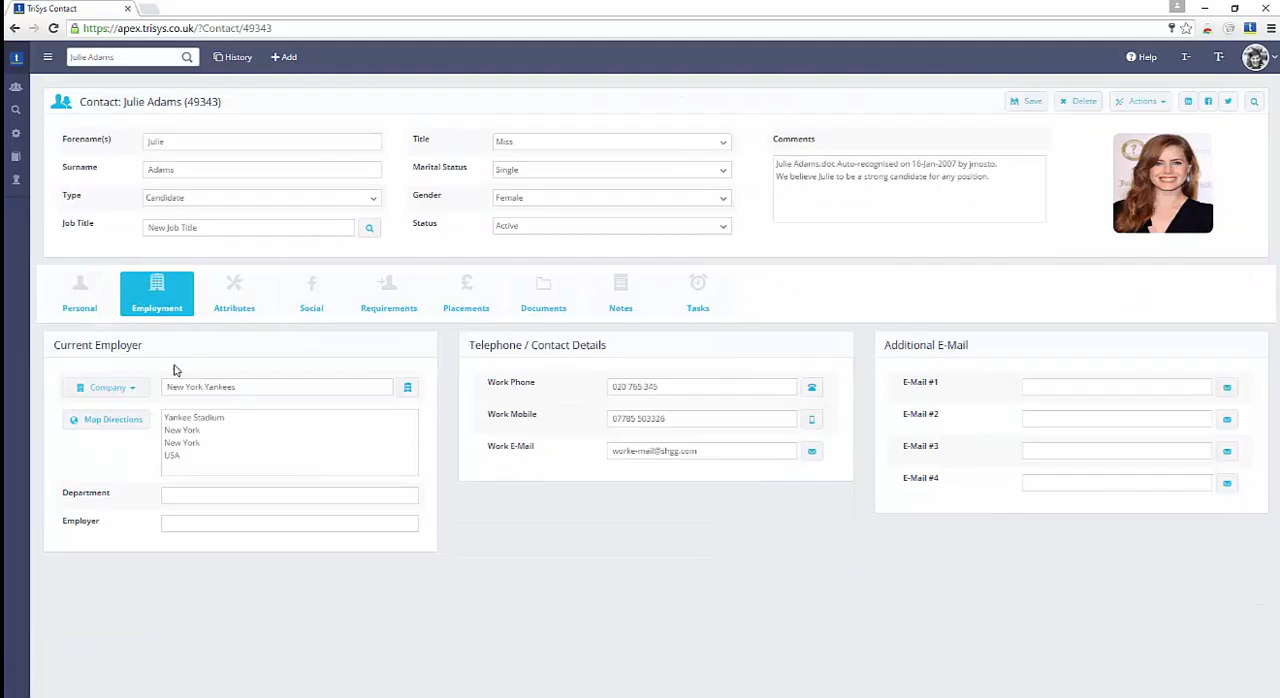 TriSys Contact
https://apex.trisys.co.uk/?Contact/49343
Julie Adams
History
Add
Help
Contact: Julie Adams (49343)
Save
Delete
Actions
Forename(s)
Julie
Title
Miss
Comments
Surname
Adams
Marital Status
Single
Julie Adams.doc Auto-recognised on 16-Jan-2007 by jmusto.
We believe Julie to be a strong candidate for any position.
Type
Candidate
Gender
Female
Job Title
New Job Title
Status
Active
Personal
Employment
Attributes
Social
Requirements
Placements
Documents
Notes
Tasks
Current Employer
Company
New York Yankees
Map Directions
Yankee Stadium
New York
New York
USA
Department
Employer
Telephone / Contact Details
Work Phone
020 765 345
Work Mobile
07785 503326
Work E-Mail
worke-mail@shgg.com
Additional E-Mail
E-Mail #1
E-Mail #2
E-Mail #3
E-Mail #4